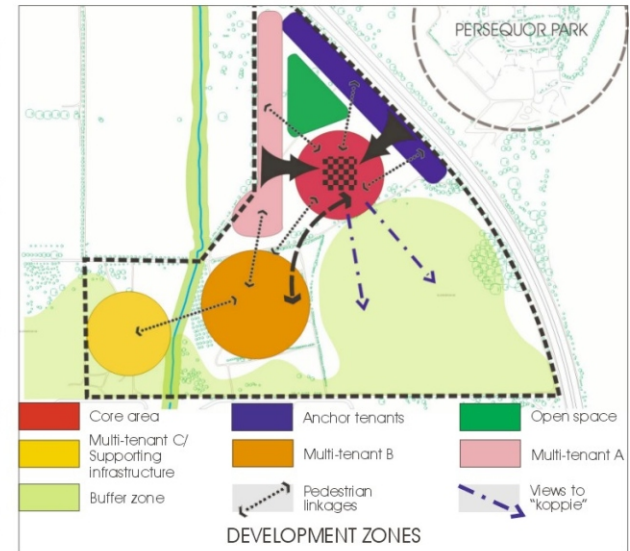 PERSEQUOR PARK
Core area
Anchor tenants
Open space
Multi-tenant C/
Supporting
infrastructure
Multi-tenant B
Multi-tenant A
Buffer zone
Pedestrian
linkages
Views to
"koppie"
DEVELOPMENT ZONES